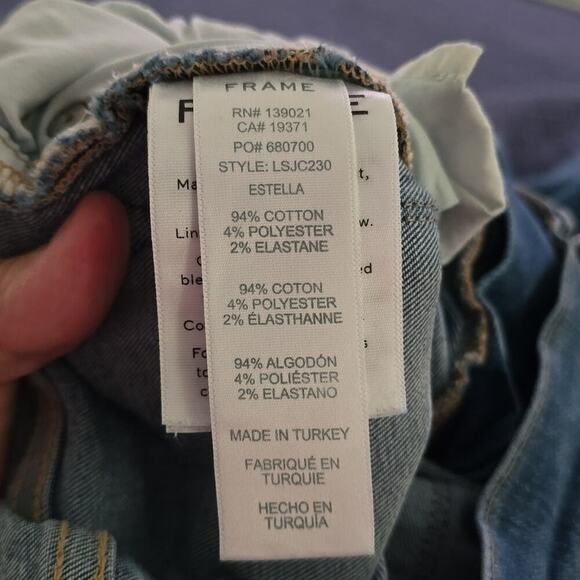 FRAME
RN# 139021
CA# 19371
PO# 680700
STYLE: LSJC230
ESTELLA
94% COTTON
4% POLYESTER
2% ELASTANE
94% COTON
4% POLYESTER
2% ÉLASTHANNE
94% ALGODÓN
4% POLIÉSTER
2% ELASTANO
MADE IN TURKEY
FABRIQUÉ EN
TURQUIE
HECHO EN
TURQUÍA